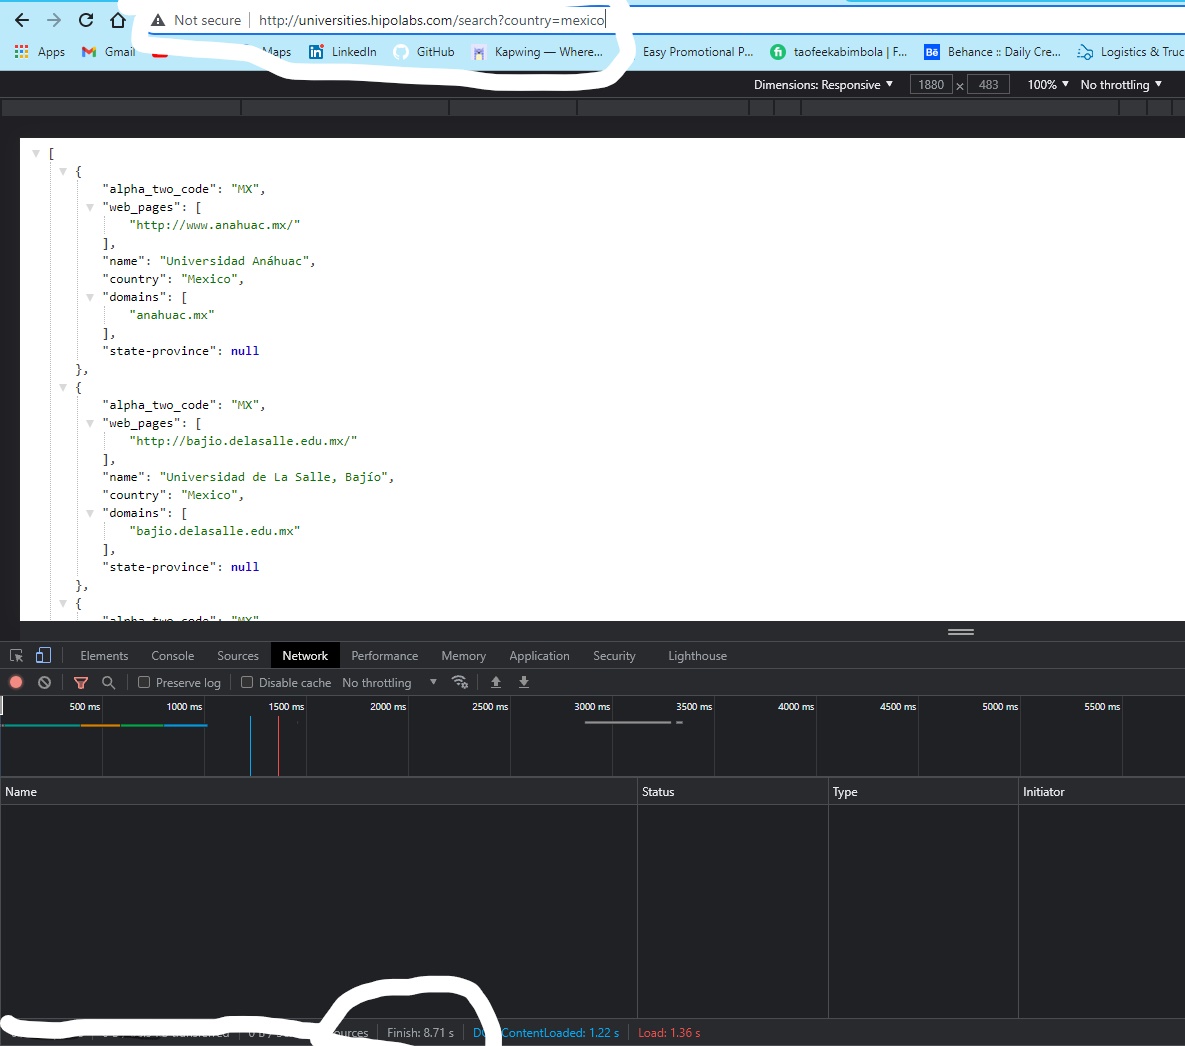 Not secure http://universities.hipolabs.com/search?country=mexico
Apps Gmail Maps LinkedIn GitHub Kapwing — Where... Easy Promotional P... taofeekabimbola | F... Bē Behance :: Daily Cre... Logistics & Truc
Dimensions: Responsive 1880 × 483 100% No throttling
[
{
"alpha_two_code": "MX",
"web_pages": [
"http://www.anahuac.mx/"
],
"name": "Universidad Anáhuac",
"country": "Mexico",
"domains": [
"anahuac.mx"
],
"state-province": null
},
{
"alpha_two_code": "MX",
"web_pages": [
"http://bajio.delasalle.edu.mx/"
],
"name": "Universidad de La Salle, Bajío",
"country": "Mexico",
"domains": [
"bajio.delasalle.edu.mx"
],
"state-province": null
},
{
"alpha_two_code": "MX"
Elements Console Sources Network Performance Memory Application Security Lighthouse
Preserve log Disable cache No throttling
500 ms 1000 ms 1500 ms 2000 ms 2500 ms 3000 ms 3500 ms 4000 ms 4500 ms 5000 ms 5500 ms
Name Status Type Initiator
Finish: 8.71 s ContentLoaded: 1.22 s Load: 1.36 s